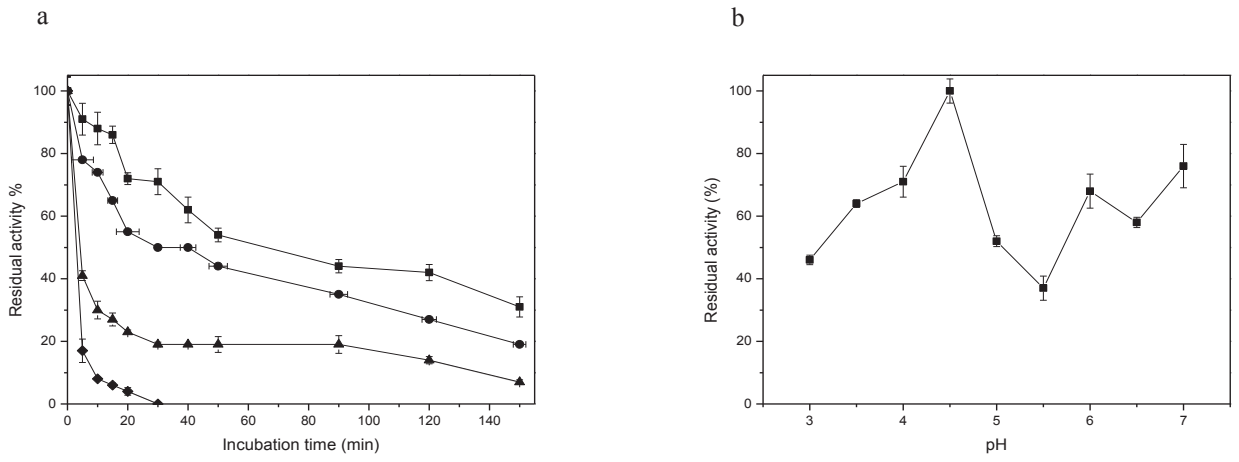 a
100
80
60
40
20
0
Residual activity %
0 20 40 60 80 100 120 140
Incubation time (min)
b
100
80
60
40
20
0
Residual activity (%)
3 4 5 6 7
pH